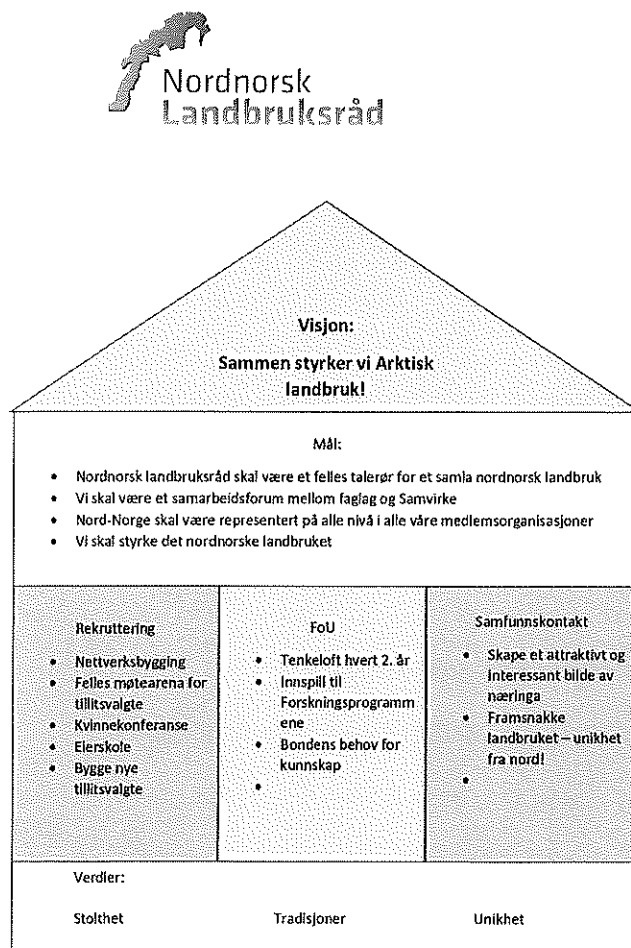 Nordnorsk
Landbruksråd
Visjon:
Sammen styrker vi Arktisk
landbruk!
Mål:
• Nordnorsk landbruksråd skal være et felles talerør for et samla nordnorsk landbruk
• Vi skal være et samarbeidsforum mellom faglag og Samvirke
• Nord-Norge skal være representert på alle nivå i alle våre medlemsorganisasjoner
• Vi skal styrke det nordnorske landbruket
Rekruttering
• Nettverksbygging
• Felles møtearena for
tillitsvalgte
• Kvinnekonferanse
• Eierskole
• Bygge nye
tillitsvalgte
FoU
• Tenkeloft hvert 2. år
• Innspill til
Forskningsprogramm
ene
• Bondens behov for
kunnskap
•
Samfunnskontakt
• Skape et attraktivt og
interessant bilde av
næringa
• Framsnakke
landbruket – unikhet
fra nord!
•
Verdier:
Stolthet Tradisjoner Unikhet